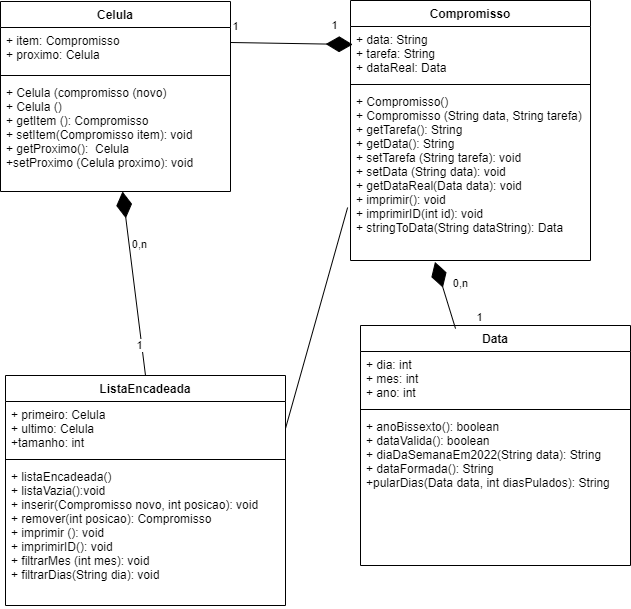 Celula
+ item: Compromisso
+ proximo: Celula
+ Celula (compromisso (novo)
+ Celula ()
+ getItem (): Compromisso
+ setItem(Compromisso item): void
+ getProximo():  Celula
+setProximo (Celula proximo): void
1
1
Compromisso
+ data: String
+ tarefa: String
+ dataReal: Data
+ Compromisso()
+ Compromisso (String data, String tarefa)
+ getTarefa(): String
+ getData(): String
+ setTarefa (String tarefa): void
+ setData (String data): void
+ getDataReal(Data data): void
+ imprimir(): void
+ imprimirID(int id): void
+ stringToData(String dataString): Data
0,n
1
0,n
1
ListaEncadeada
+ primeiro: Celula
+ ultimo: Celula
+tamanho: int
+ listaEncadeada()
+ listaVazia():void
+ inserir(Compromisso novo, int posicao): void
+ remover(int posicao): Compromisso
+ imprimir (): void
+ imprimirID(): void
+ filtrarMes (int mes): void
+ filtrarDias(String dia): void
Data
+ dia: int
+ mes: int
+ ano: int
+ anoBissexto(): boolean
+ dataValida(): boolean
+ diaDaSemanaEm2022(String data): String
+ dataFormada(): String
+pularDias(Data data, int diasPulados): String